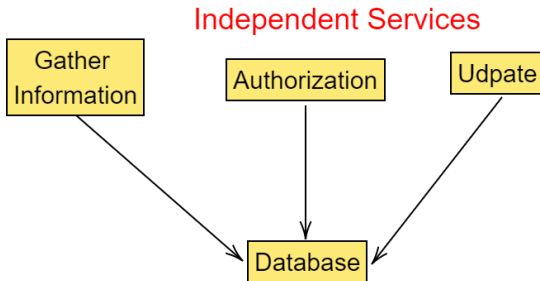 Independent Services
Gather
Information
Authorization
Udpate
Database